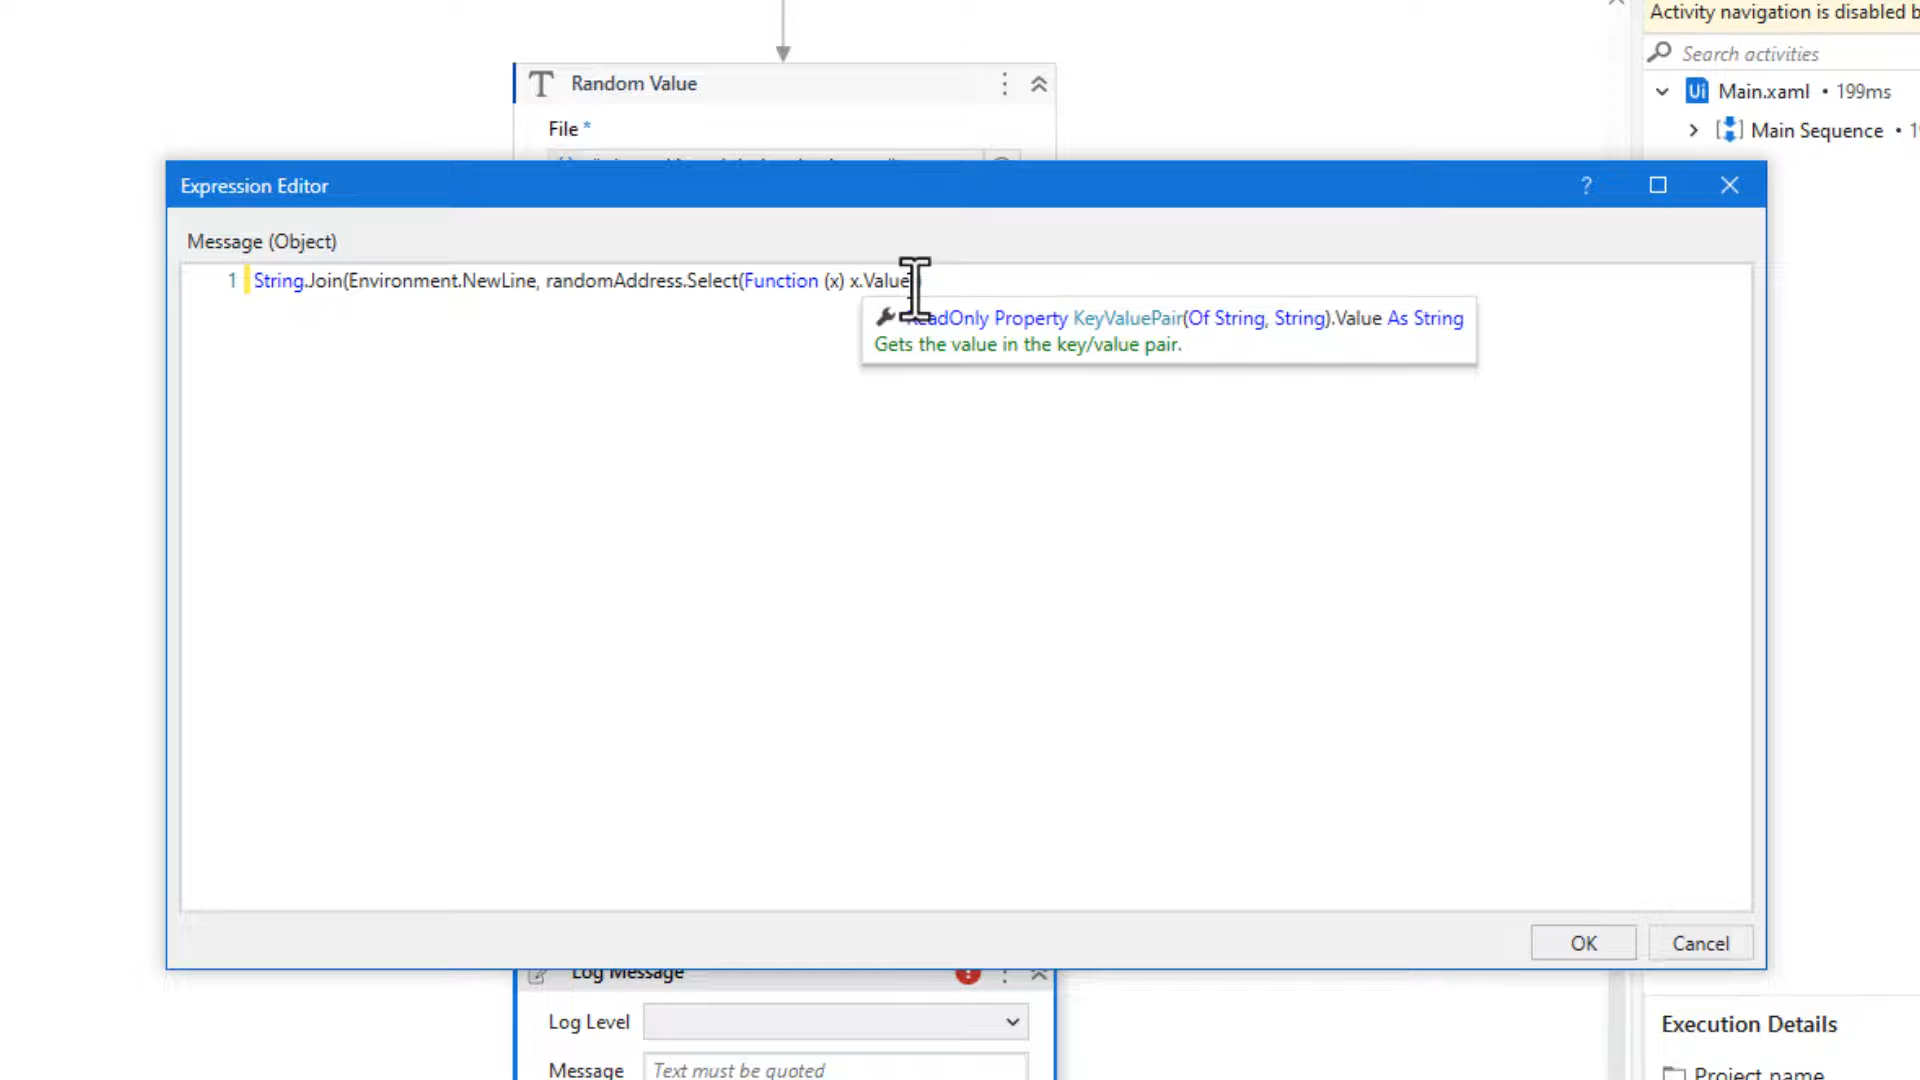 Activity navigation is disabled b
Search activities
Random Value
Main.xaml • 199ms
File *
Main Sequence • 1
Expression Editor
?
Message (Object)
1 String.Join(Environment.NewLine, randomAddress.Select(Function (x) x.Value)
ReadOnly Property KeyValuePair(Of String, String).Value As String
Gets the value in the key/value pair.
OK
Cancel
Log Message
Log Level
Execution Details
Message
Text must be quoted
Project name